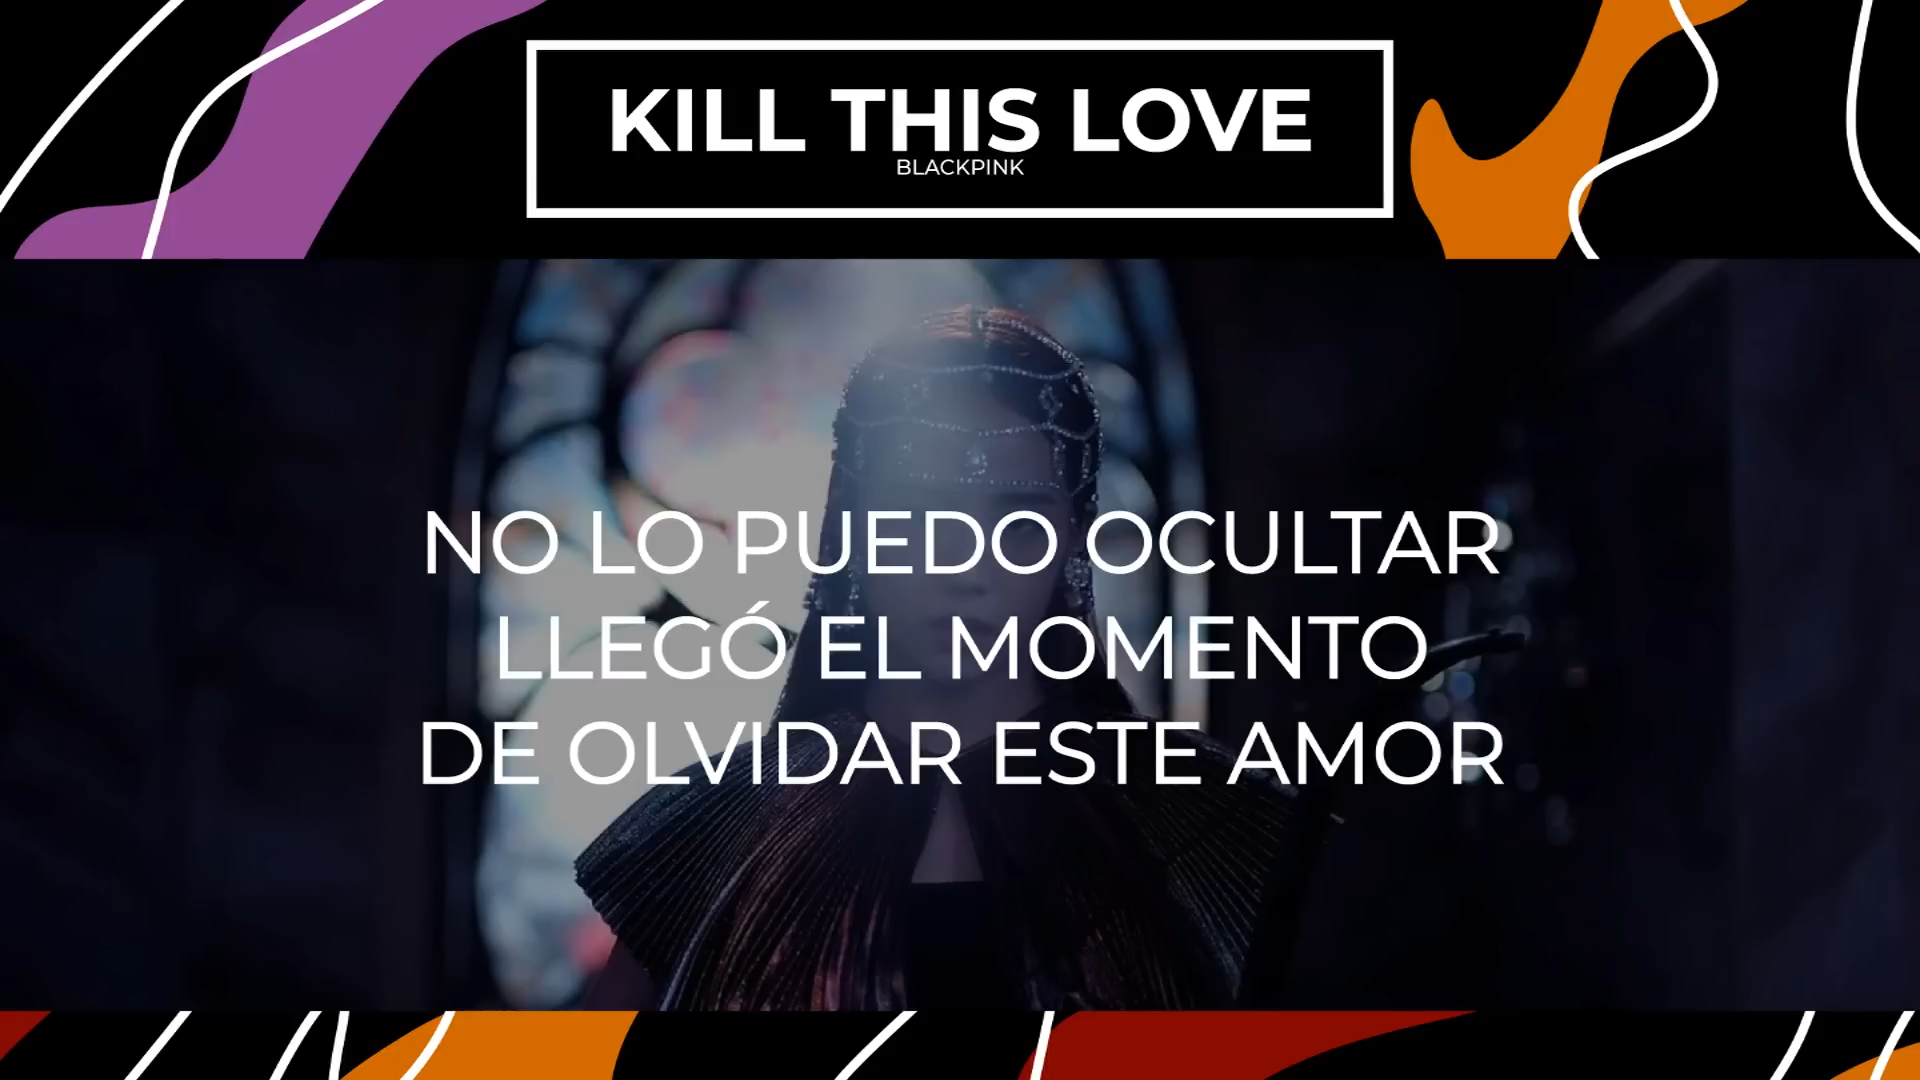 KILL THIS LOVE
BLACKPINK
NO LO PUEDO OCULTAR
LLEGÓ EL MOMENTO
DE OLVIDAR ESTE AMOR